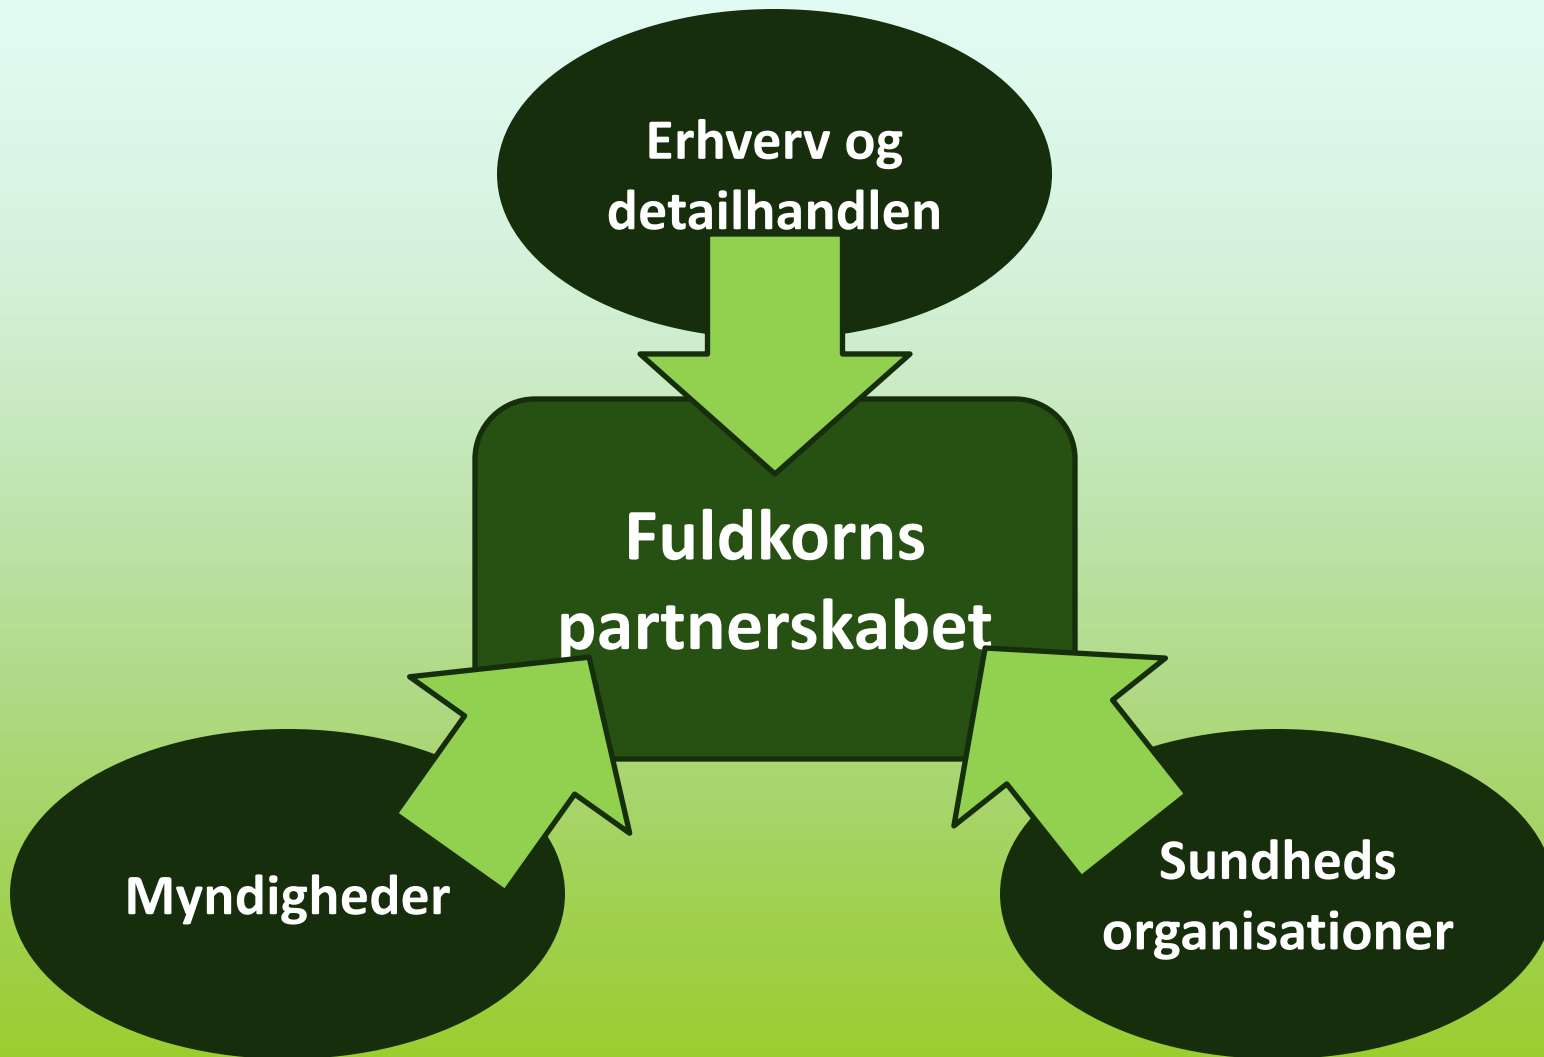 Erhverv og
detailhandlen
Fuldkorns
partnerskabet
Myndigheder
Sundheds
organisationer